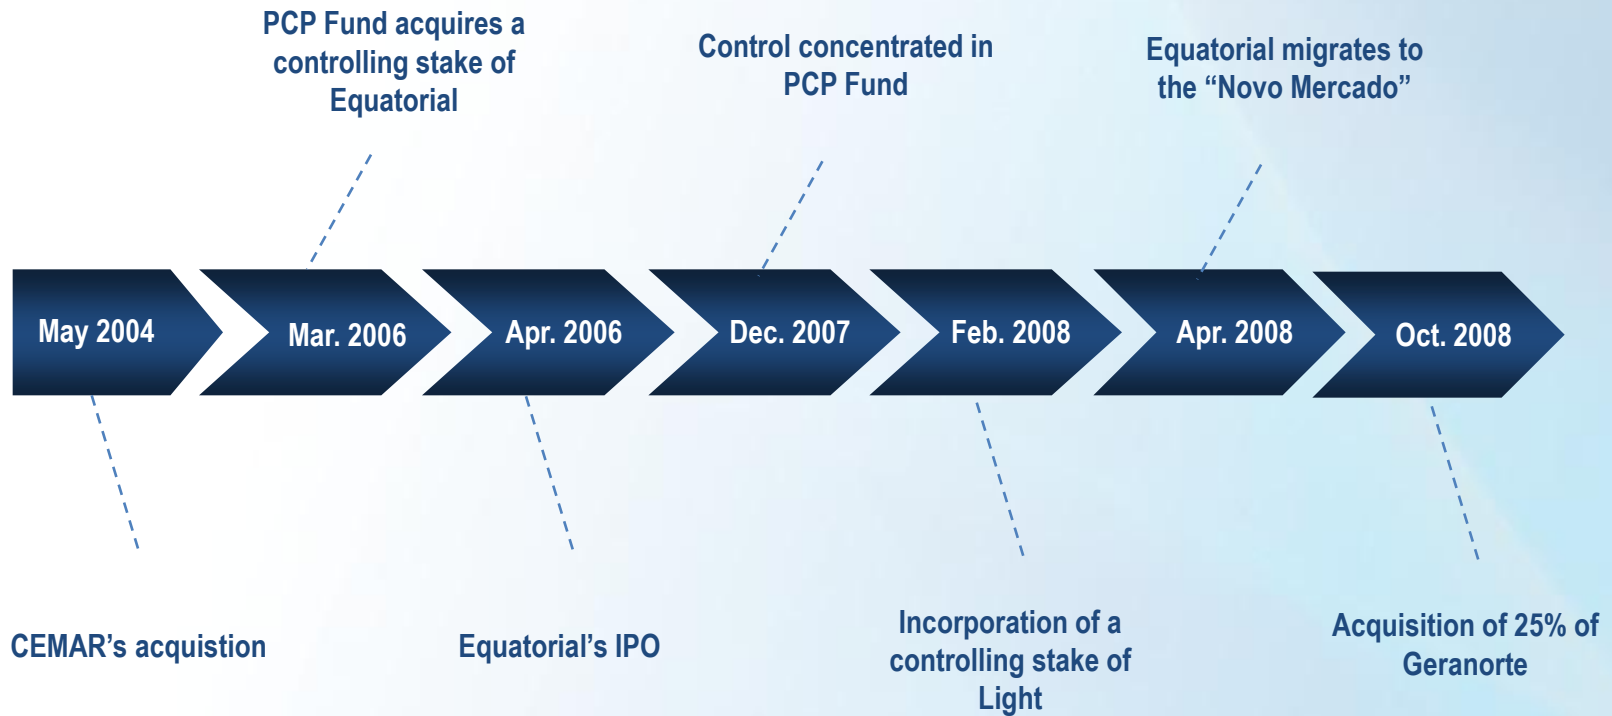 PCP Fund acquires a
controlling stake of
Equatorial
Control concentrated in
PCP Fund
Equatorial migrates to
the “Novo Mercado”
May 2004
Mar. 2006
Apr. 2006
Dec. 2007
Feb. 2008
Apr. 2008
Oct. 2008
CEMAR’s acquistion
Equatorial’s IPO
Incorporation of a
controlling stake of
Light
Acquisition of 25% of
Geranorte